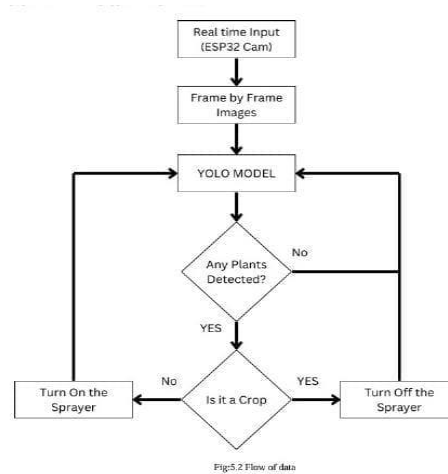 Real time Input
(ESP32 Cam)
Frame by Frame
Images
YOLO MODEL
Any Plants
Detected?
No
YES
Is it a Crop
No
YES
Turn On the
Sprayer
Turn Off the
Sprayer
Fig:5.2 Flow of data